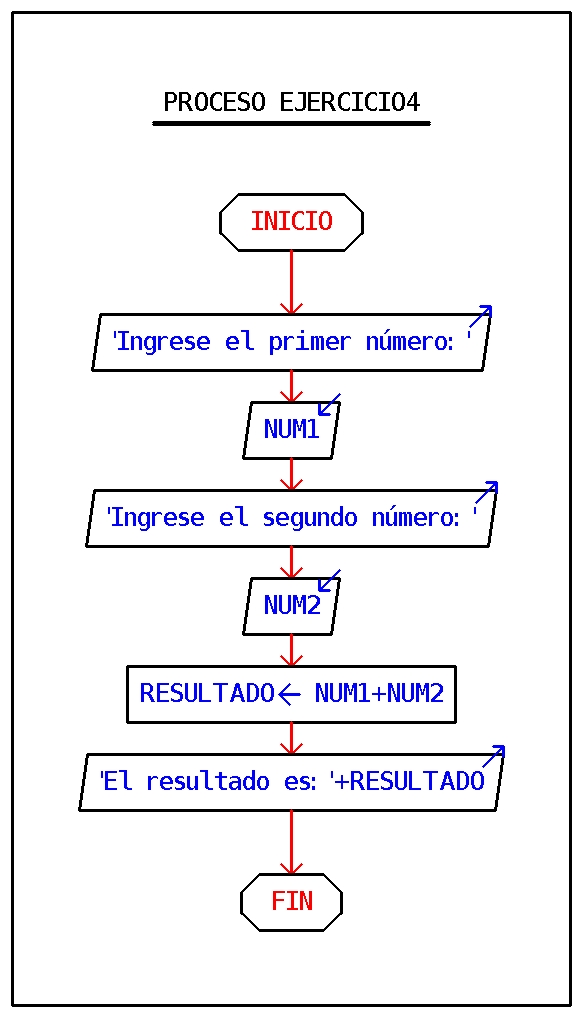 PROCESO EJERCICIO4
INICIO
'Ingrese el primer número: '
NUM1
'Ingrese el segundo número: '
NUM2
RESULTADO← NUM1+NUM2
'El resultado es: '+RESULTADO
FIN